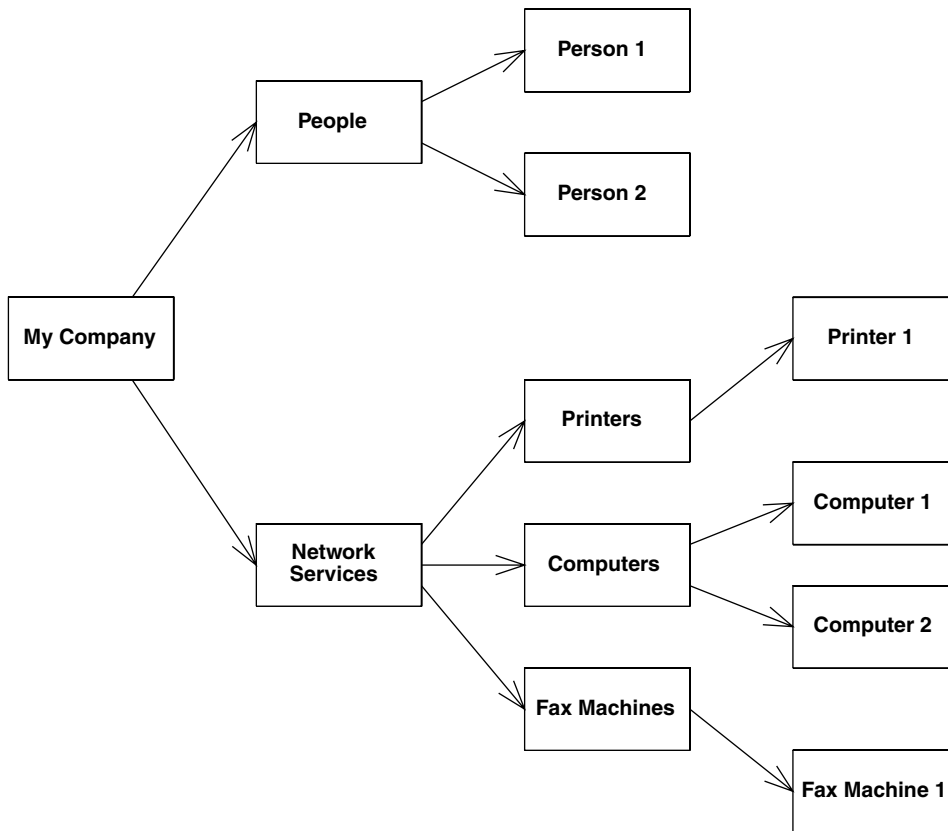 Person 1
People
Person 2
My Company
Printer 1
Printers
Computer 1
Network
Services
Computers
Computer 2
Fax Machines
Fax Machine 1